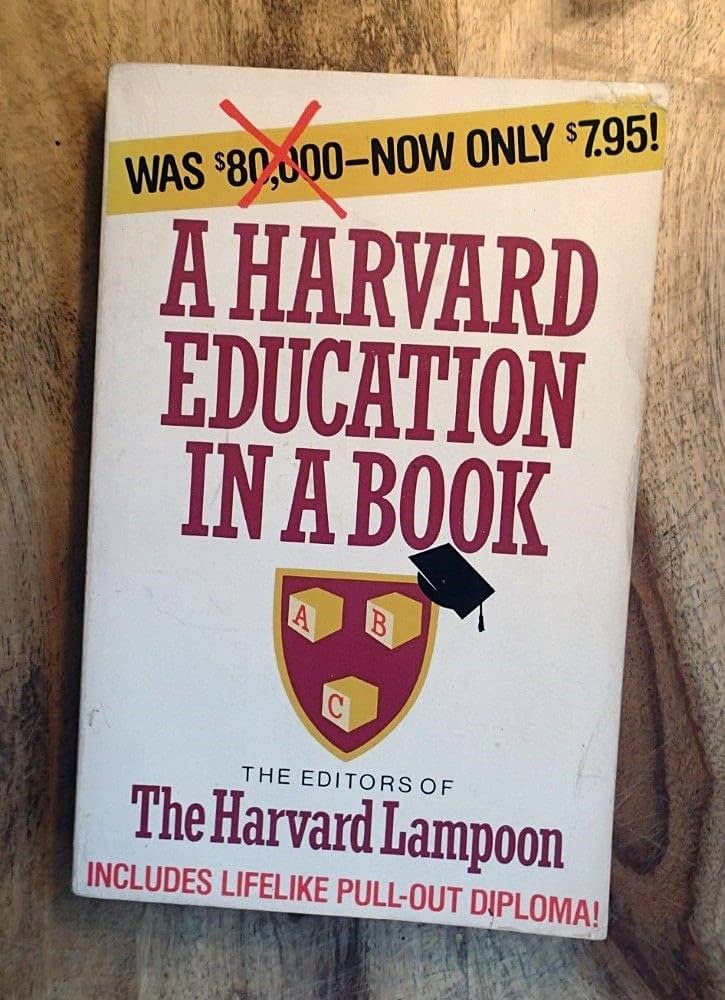 WAS $80,000–NOW ONLY $7.95!
A HARVARD
EDUCATION
IN A BOOK
A B
C
THE EDITORS OF
The Harvard Lampoon
INCLUDES LIFELIKE PULL-OUT DIPLOMA!